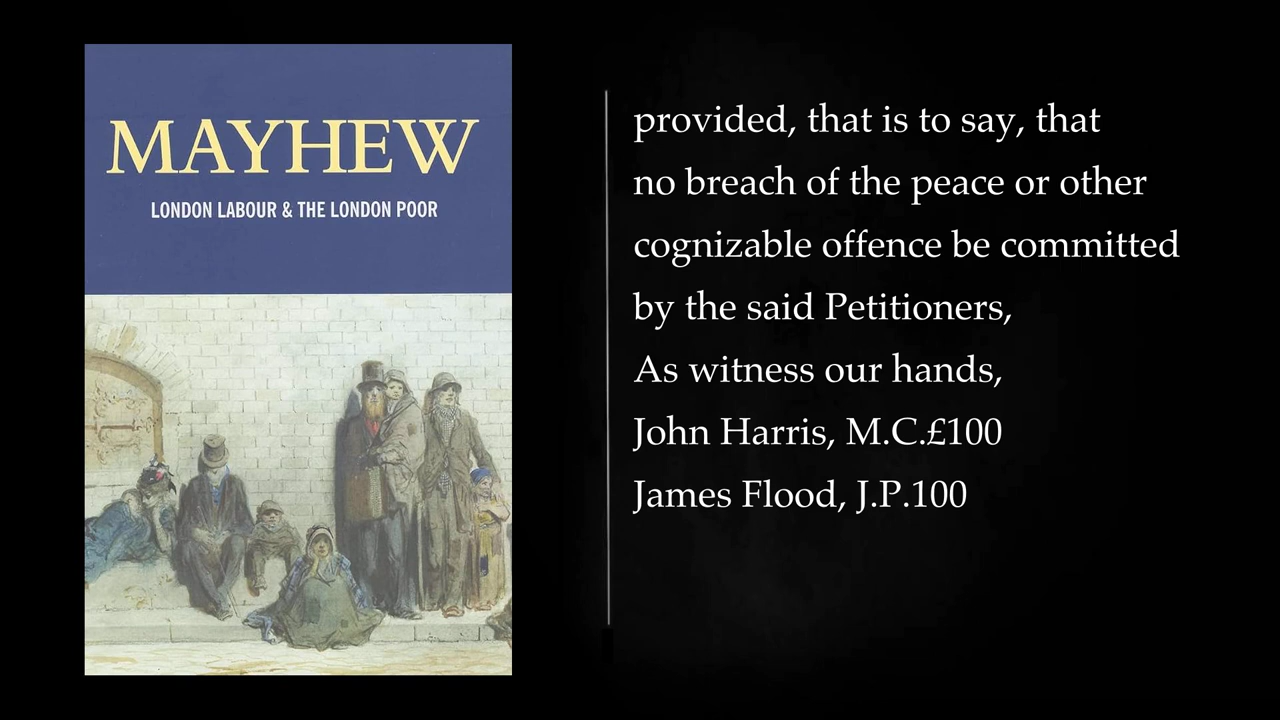 MAYHEW
LONDON LABOUR & THE LONDON POOR
provided, that is to say, that
no breach of the peace or other
cognizable offence be committed
by the said Petitioners,
As witness our hands,
John Harris, M.C.£100
James Flood, J.P.100